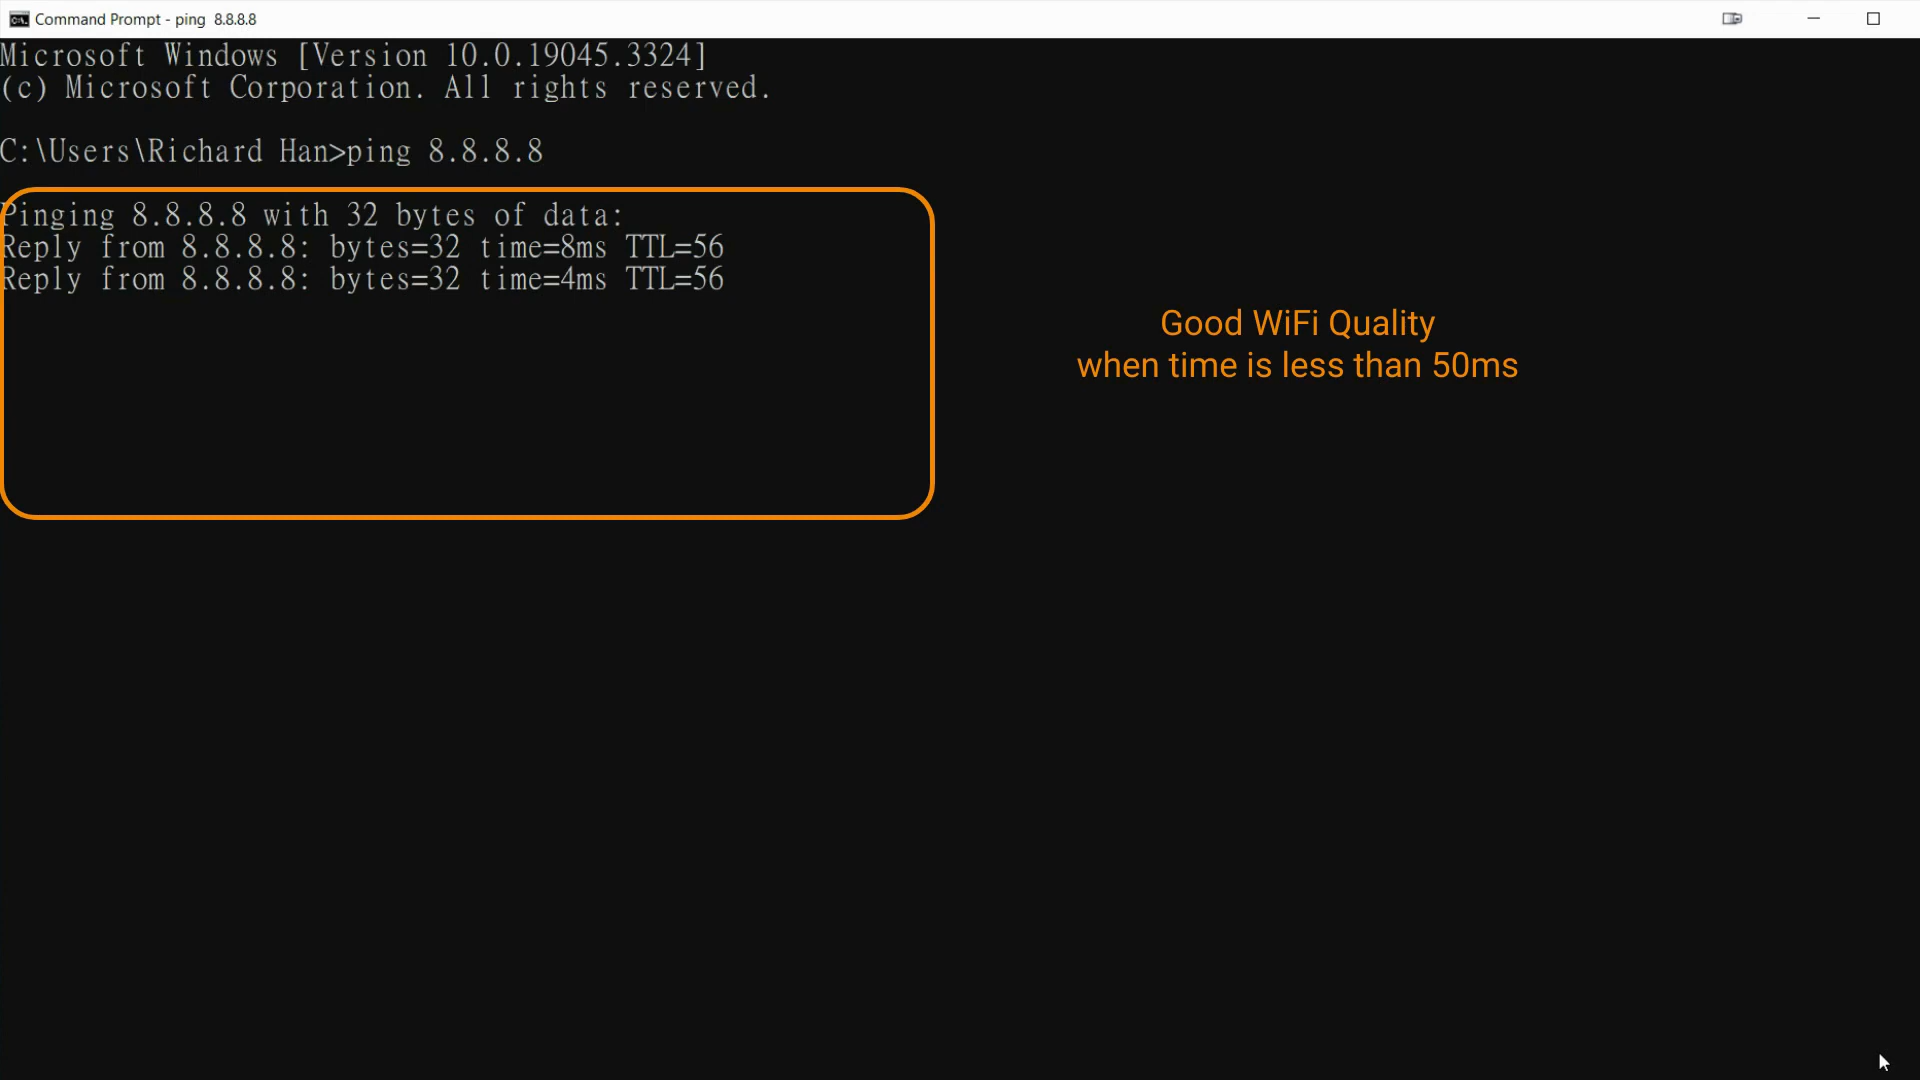 Command Prompt - ping 8.8.8.8
Microsoft Windows [Version 10.0.19045.3324]
(c) Microsoft Corporation. All rights reserved.
C:\Users\Richard Han>ping 8.8.8.8
Pinging 8.8.8.8 with 32 bytes of data:
Reply from 8.8.8.8: bytes=32 time=8ms TTL=56
Reply from 8.8.8.8: bytes=32 time=4ms TTL=56
Good WiFi Quality
when time is less than 50ms